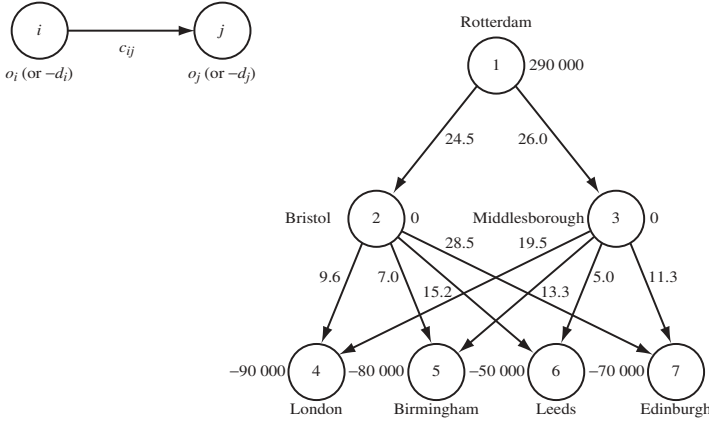 Rotterdam
i
j
1
290 000
c_ij
o_i (or –d_i)
o_j (or –d_j)
24.5
26.0
Bristol
2
0
Middlesborough
3
0
28.5
19.5
9.6
7.0
15.2
13.3
5.0
11.3
–90 000
4
–80 000
5
–50 000
6
–70 000
7
London
Birmingham
Leeds
Edinburgh